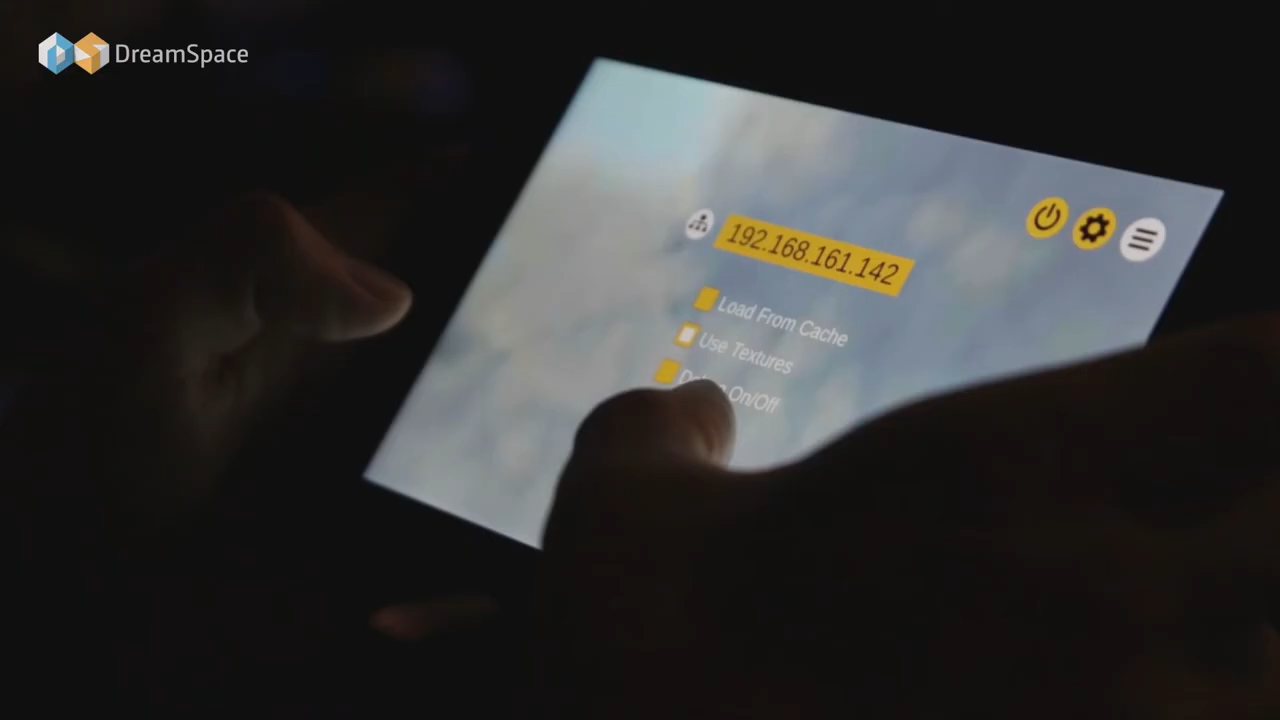 DreamSpace
192.168.161.142
Load From Cache
Use Textures
On/Off